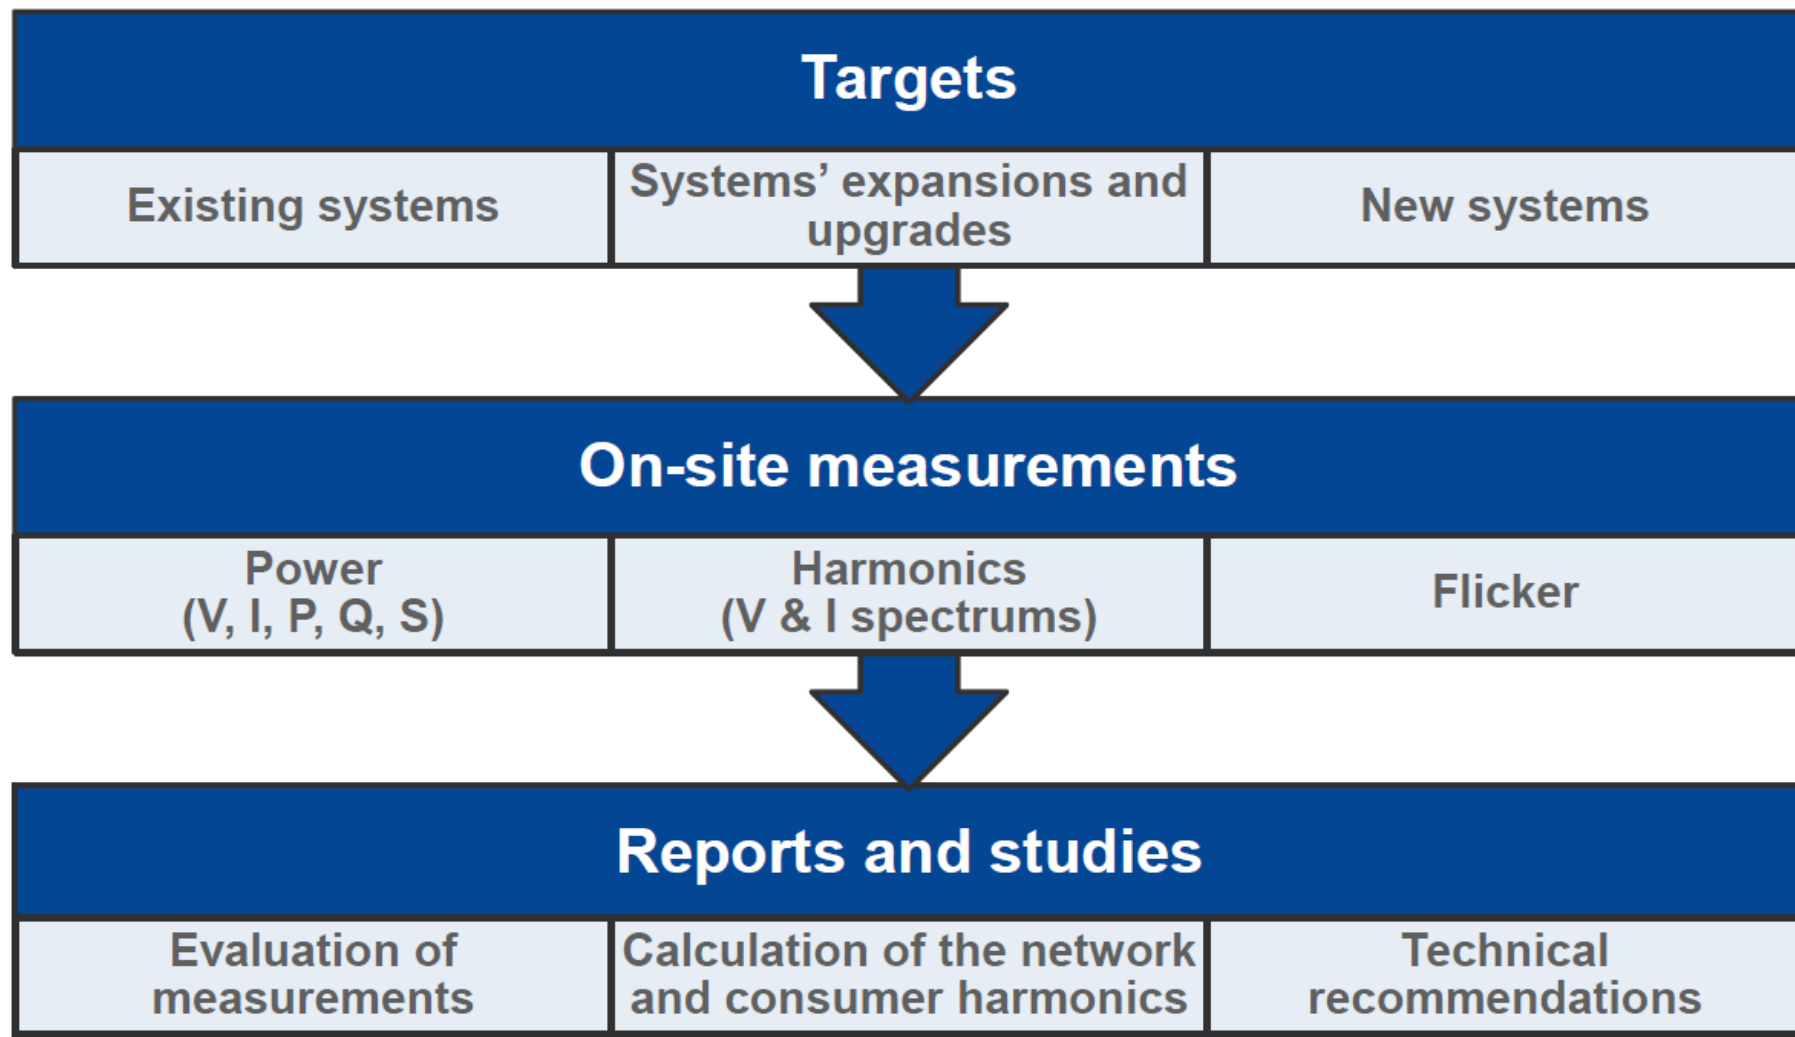 Targets
Existing systems
Systems’ expansions and
upgrades
New systems
On-site measurements
Power
(V, I, P, Q, S)
Harmonics
(V & I spectrums)
Flicker
Reports and studies
Evaluation of
measurements
Calculation of the network
and consumer harmonics
Technical
recommendations